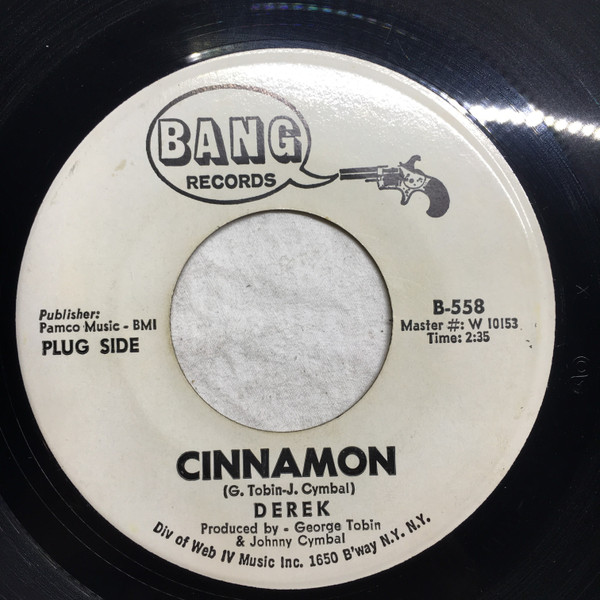 BANG
RECORDS
Publisher:
Pamco Music - BMI
PLUG SIDE
B-558
Master #: W 10153
Time: 2:35
CINNAMON
(G. Tobin-J. Cymbal)
DEREK
Produced by - George Tobin
& Johnny Cymbal
Div of Web IV Music Inc. 1650 B'way N.Y. N.Y.